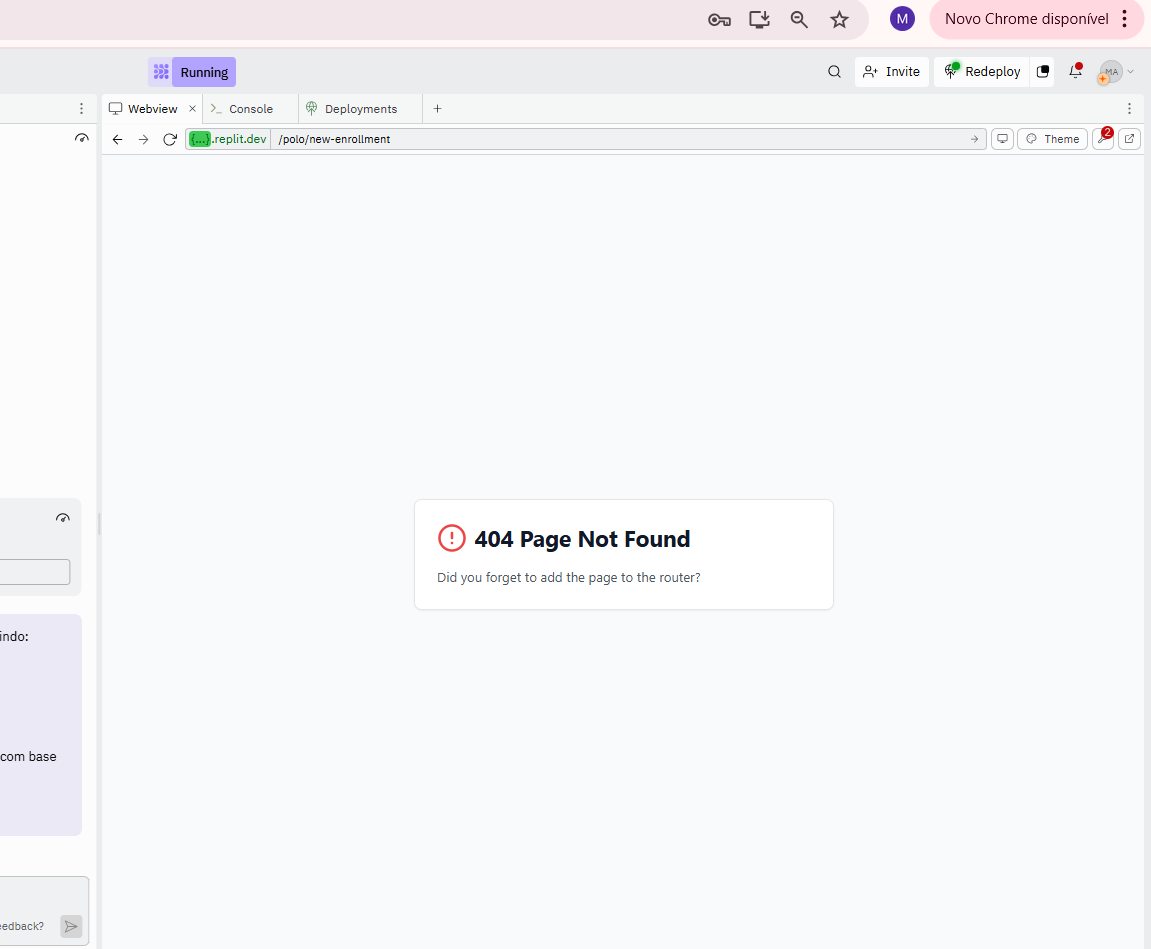 M
Novo Chrome disponível
Running
Invite
Redeploy
MA
Webview
Console
Deployments
{...}.replit.dev
/polo/new-enrollment
Theme
2
404 Page Not Found
Did you forget to add the page to the router?
indo:
com base
eedback?